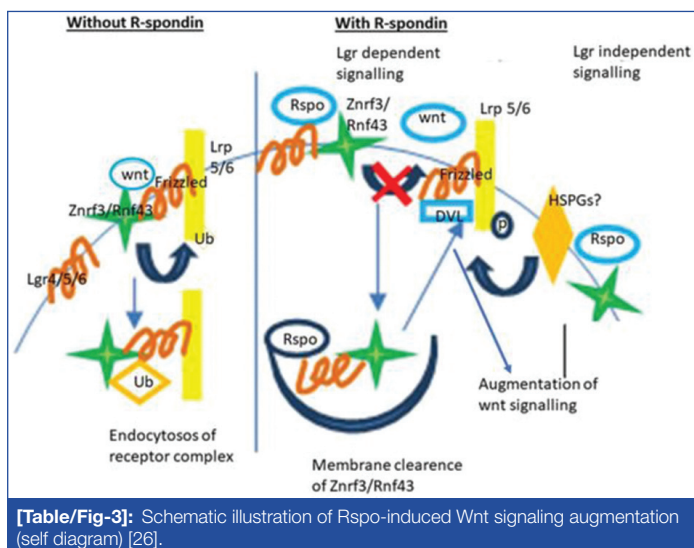 Without R-spondin
With R-spondin
Lgr dependent
signalling
Lgr independent
signalling
wnt
Frizzled
Lrp
5/6
Znrf3/Rnf43
Ub
Lgr4/5/6
Ub
Endocytosos of
receptor complex
Rspo
Znrf3/
Rnf43
wnt
Lrp 5/6
Frizzled
DVL
p
HSPGs?
Rspo
Rspo
Augmentation of
wnt signalling
Membrane clearence
of Znrf3/Rnf43
[Table/Fig-3]: Schematic illustration of Rspo-induced Wnt signaling augmentation
(self diagram) [26].